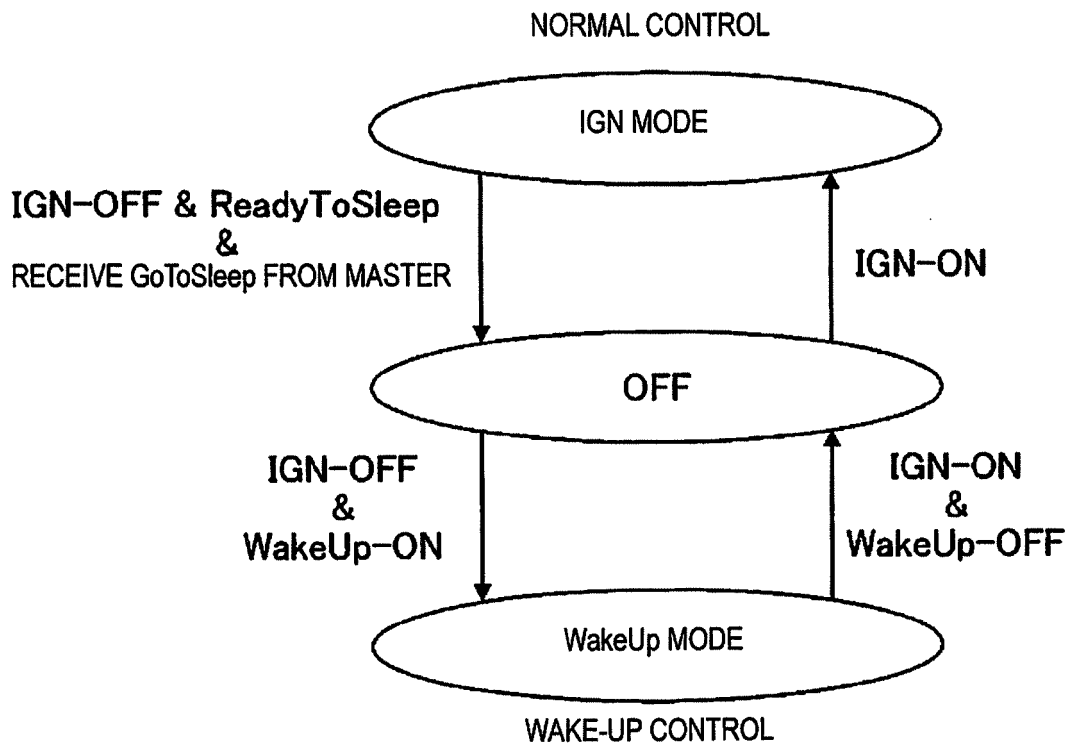 NORMAL CONTROL
IGN MODE
IGN-OFF & ReadyToSleep
&
RECEIVE GoToSleep FROM MASTER
IGN-ON
OFF
IGN-OFF
&
WakeUp-ON
IGN-ON
&
WakeUp-OFF
WakeUp MODE
WAKE-UP CONTROL